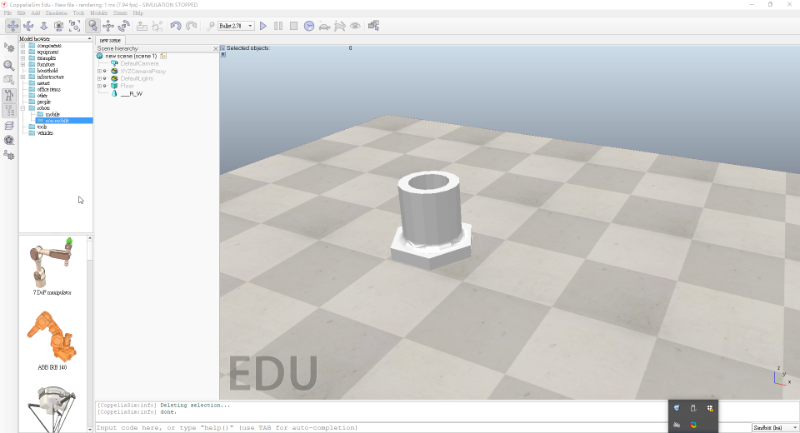 CoppeliaSim Edu - New file - rendering: 1 ms (7.94 fps) - SIMULATION STOPPED
File Edit Add Simulation Tools Modules Scenes Help
Bullet 2.78
Model browser
new scene
components
equipment
examples
furniture
household
infrastructure
nature
office items
other
people
robots
mobile
non-mobile
tools
vehicles
Scene hierarchy
new scene (scene 1)
DefaultCamera
XYZCameraProxy
DefaultLights
Floor
___R_W
Selected objects: 0
7 DoF manipulator
ABB IRB 140
EDU
z
y
x
[CoppeliaSim:info] Deleting selection...
[CoppeliaSim:info] done.
Input code here, or type "help()" (use TAB for auto-completion)